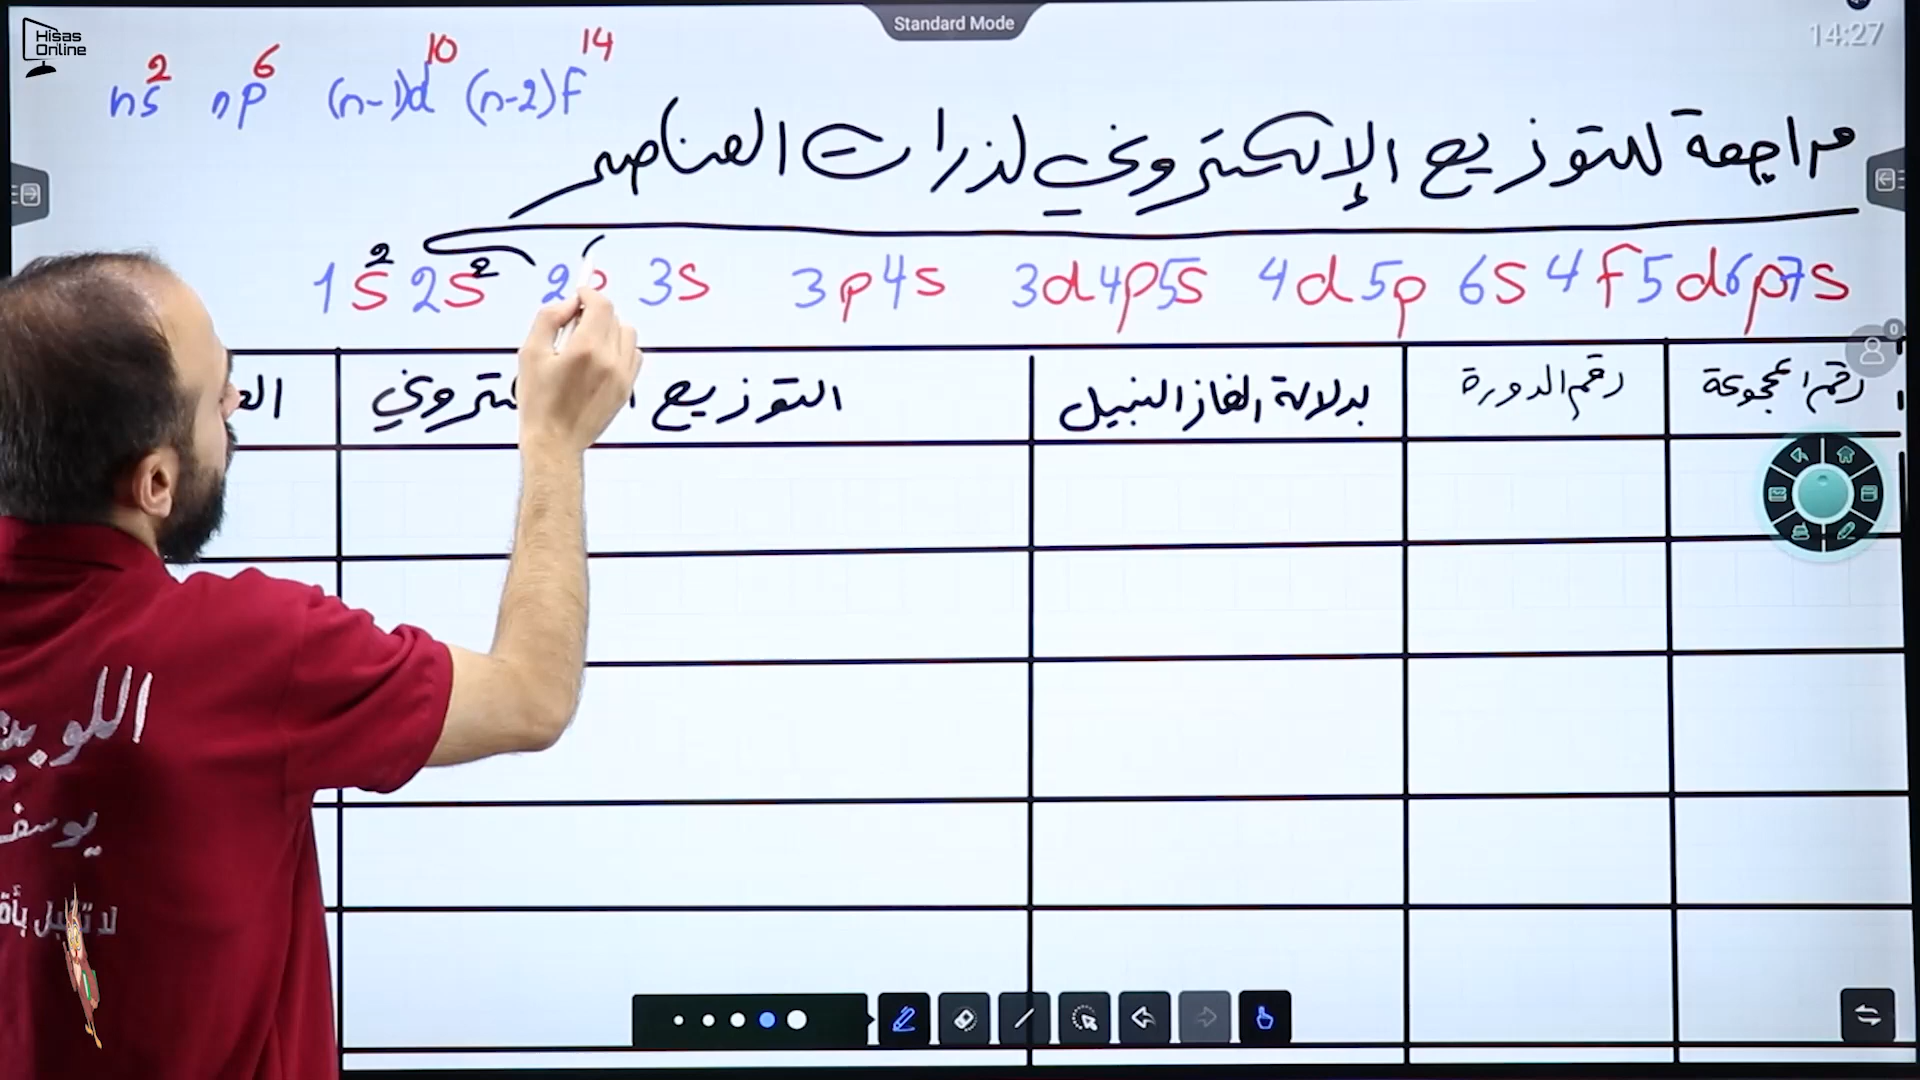 Hisas
Online
Standard Mode
14:27
ns² np⁶ (n-1)d¹⁰ (n-2)f¹⁴
مراجعة للتوزيع الإلكتروني لذرات العناصر
1s² 2s² 2p 3s 3p 4s 3d 4p 5s 4d 5p 6s 4f 5d 6p 7s
رقم المجموعة
رقم الدورة
بدلالة الغاز النبيل
التوزيع
0
يوسف